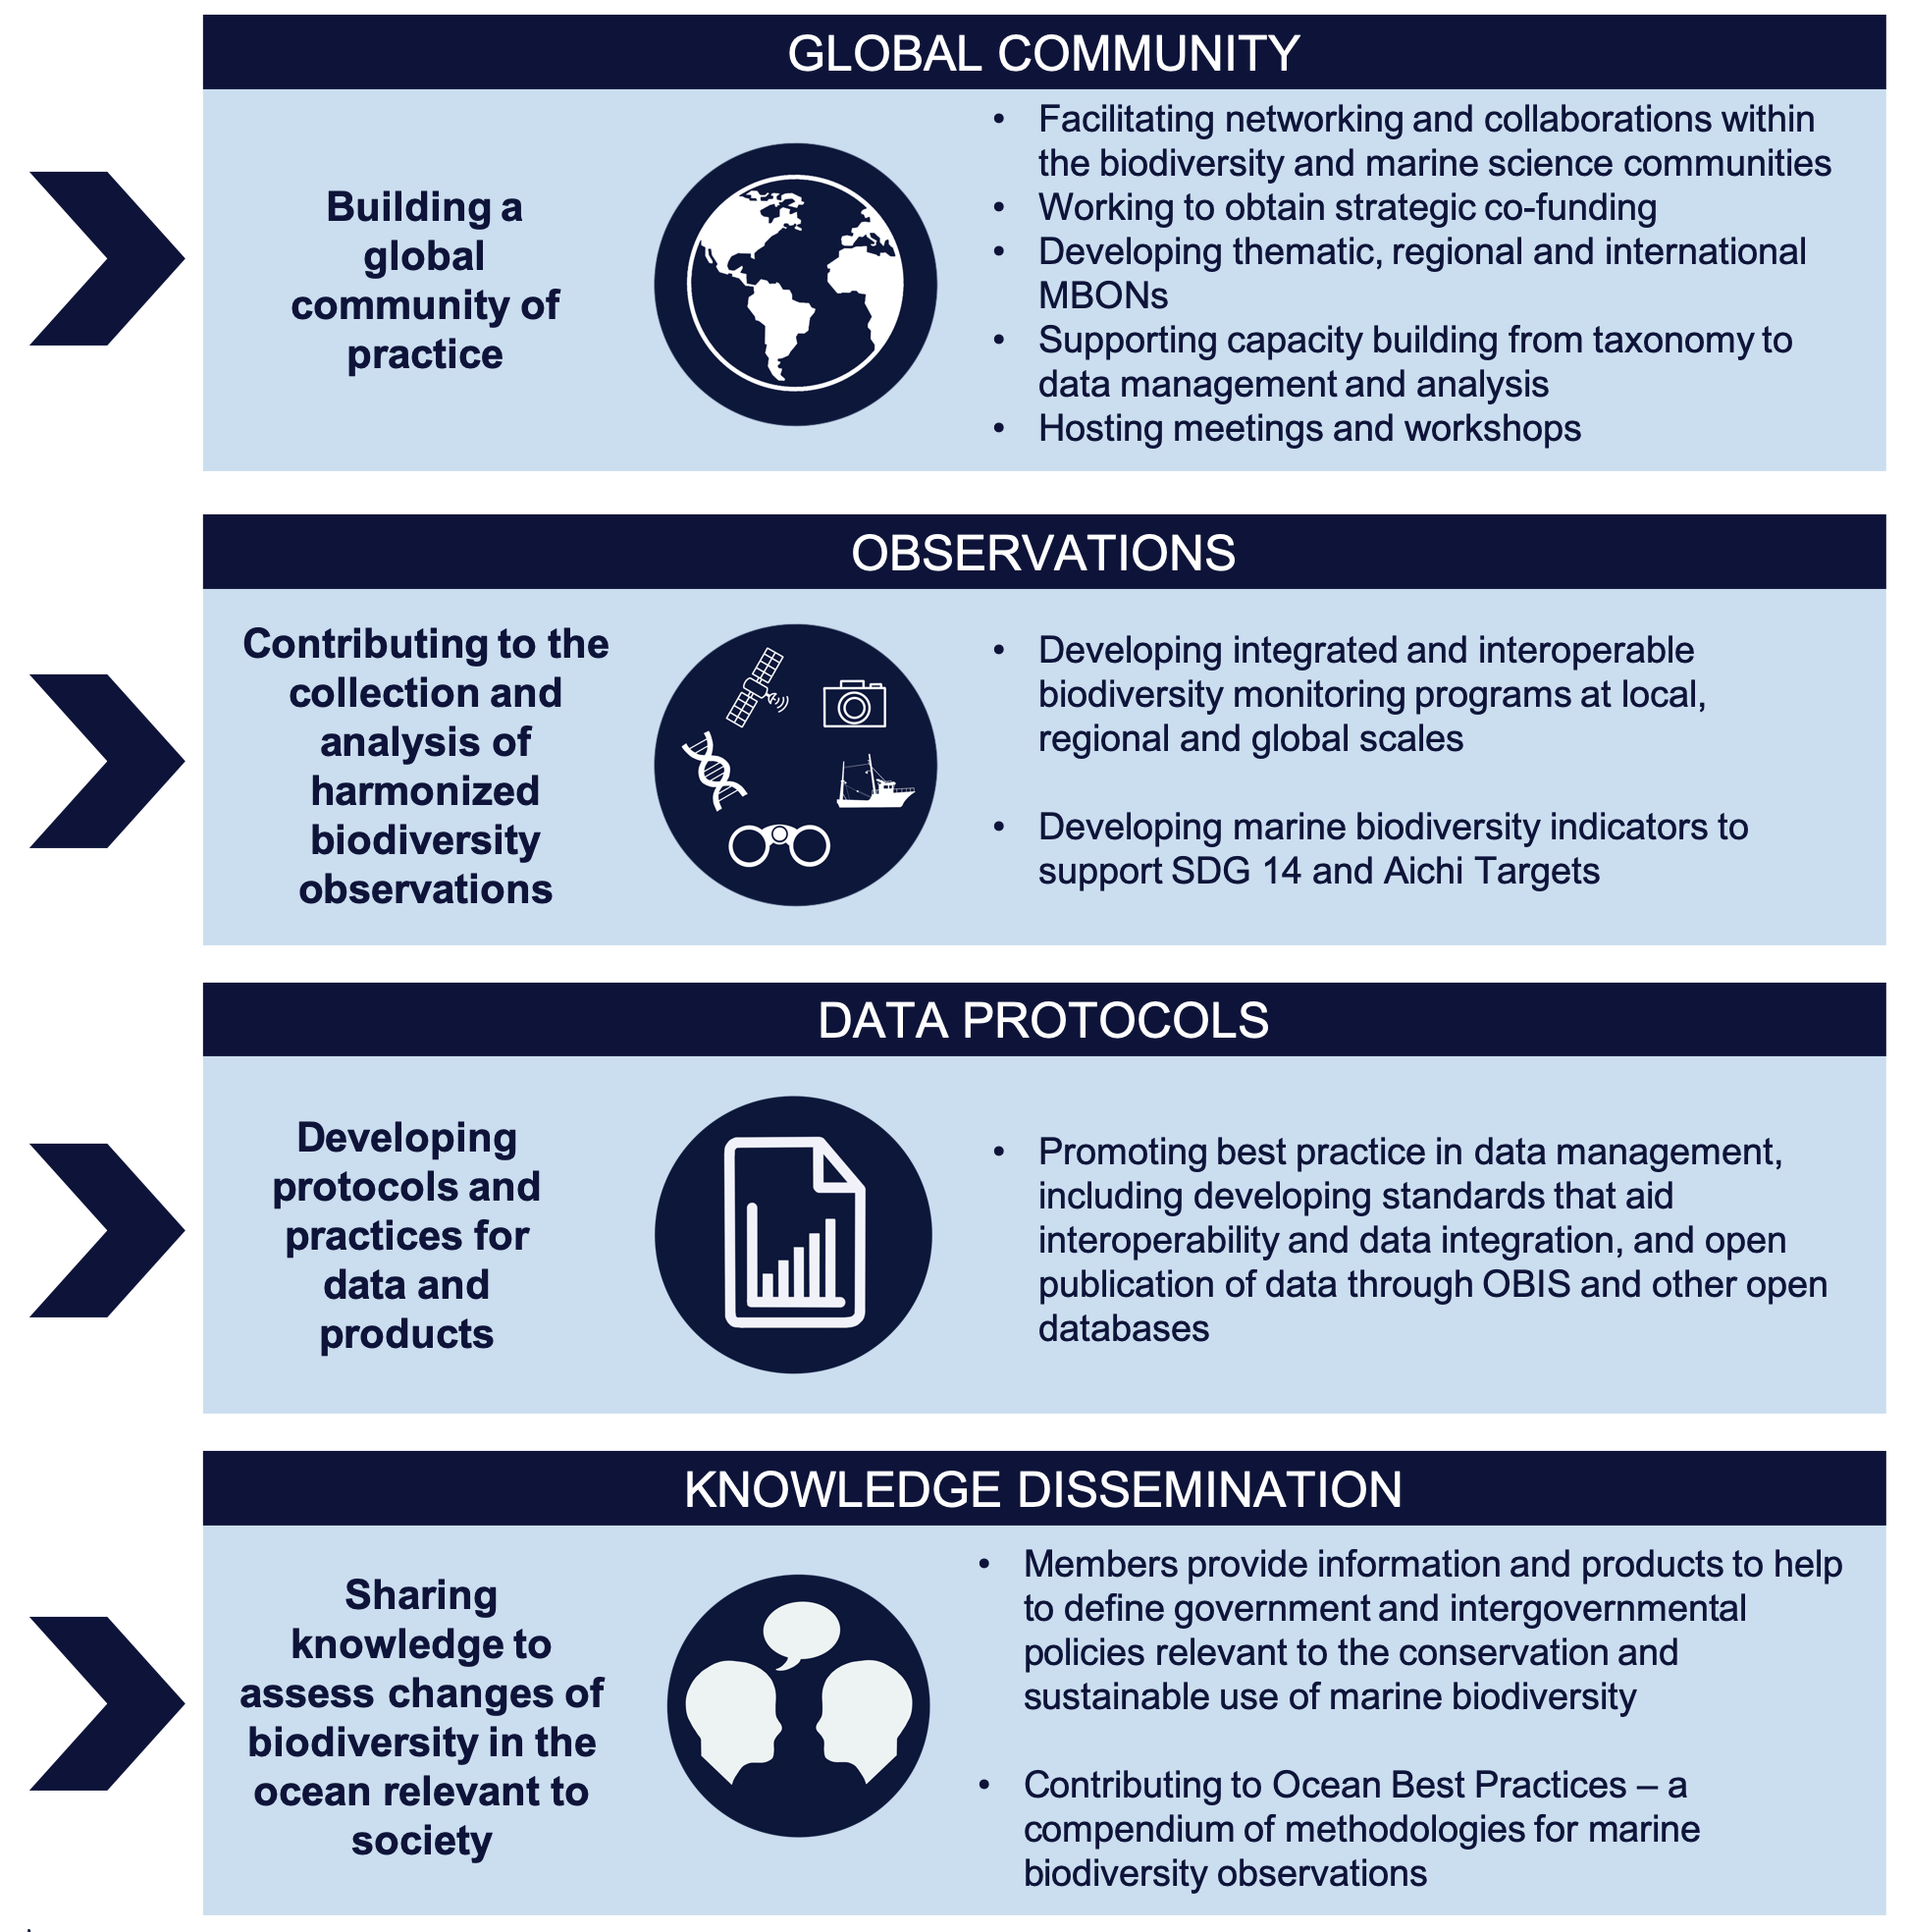 GLOBAL COMMUNITY
Building a
global
community of
practice
• Facilitating networking and collaborations within
the biodiversity and marine science communities
• Working to obtain strategic co-funding
• Developing thematic, regional and international
MBONs
• Supporting capacity building from taxonomy to
data management and analysis
• Hosting meetings and workshops
OBSERVATIONS
Contributing to the
collection and
analysis of
harmonized
biodiversity
observations
• Developing integrated and interoperable
biodiversity monitoring programs at local,
regional and global scales
• Developing marine biodiversity indicators to
support SDG 14 and Aichi Targets
DATA PROTOCOLS
Developing
protocols and
practices for
data and
products
• Promoting best practice in data management,
including developing standards that aid
interoperability and data integration, and open
publication of data through OBIS and other open
databases
KNOWLEDGE DISSEMINATION
Sharing
knowledge to
assess changes of
biodiversity in the
ocean relevant to
society
• Members provide information and products to help
to define government and intergovernmental
policies relevant to the conservation and
sustainable use of marine biodiversity
• Contributing to Ocean Best Practices – a
compendium of methodologies for marine
biodiversity observations